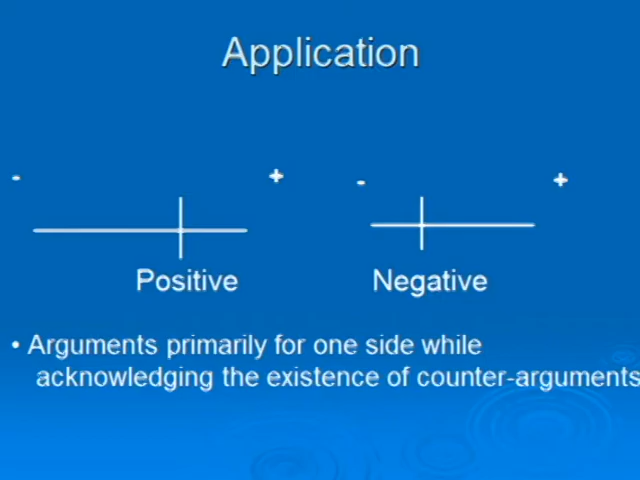 Application
- + - +
Positive Negative
• Arguments primarily for one side while
acknowledging the existence of counter-arguments